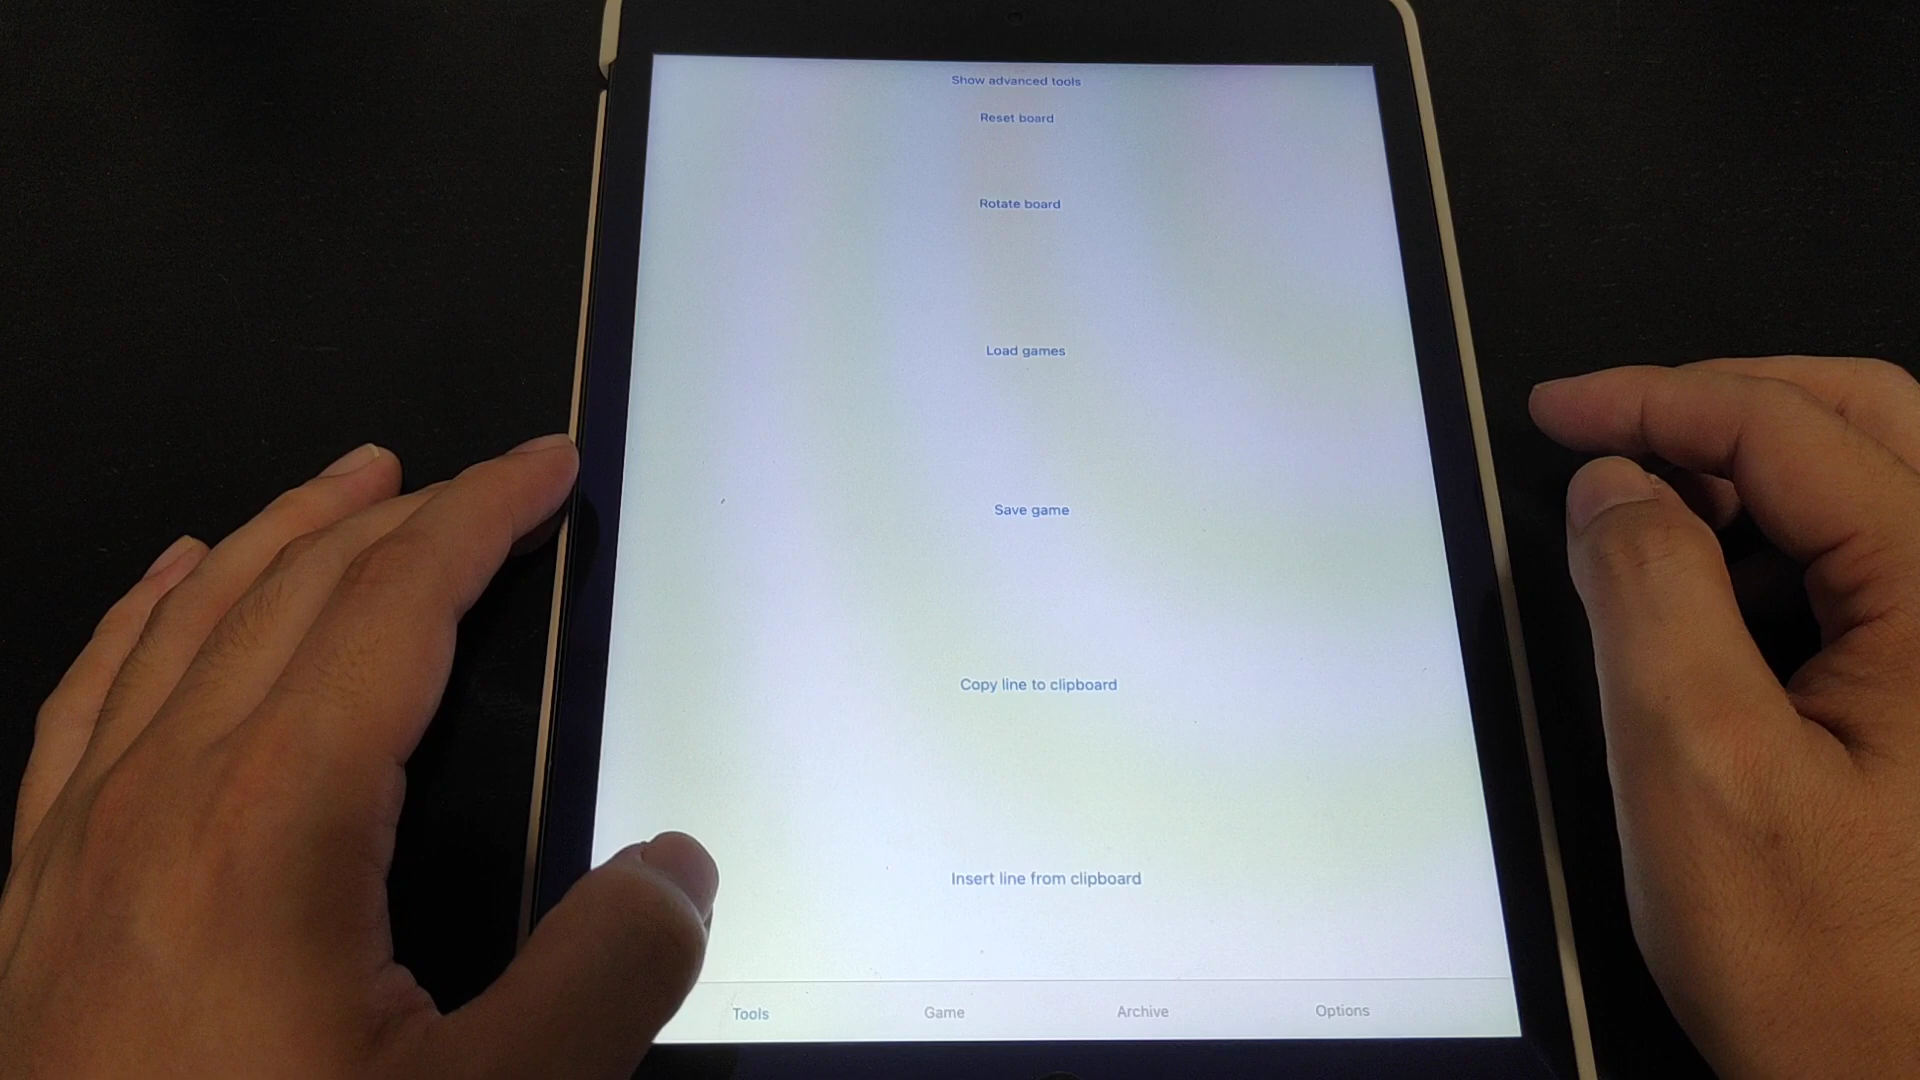 Show advanced tools
Reset board
Rotate board
Load games
Save game
Copy line to clipboard
Insert line from clipboard
Tools Game Archive Options